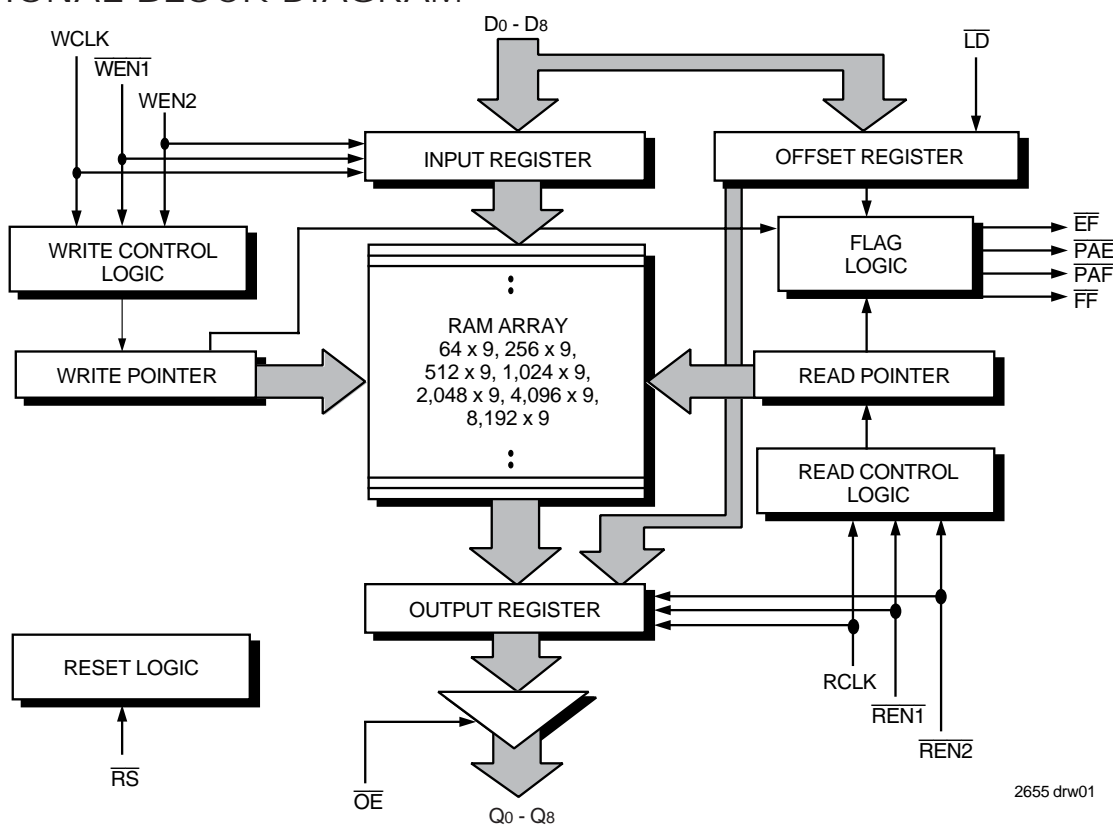 WCLK
WEN1
WEN2
D0 - D8
LD
INPUT REGISTER
OFFSET REGISTER
WRITE CONTROL
LOGIC
FLAG
LOGIC
EF
PAE
PAF
FF
WRITE POINTER
RAM ARRAY
64 x 9, 256 x 9,
512 x 9, 1,024 x 9,
2,048 x 9, 4,096 x 9,
8,192 x 9
READ POINTER
READ CONTROL
LOGIC
OUTPUT REGISTER
RESET LOGIC
RCLK
REN1
REN2
RS
OE
Q0 - Q8
2655 drw01